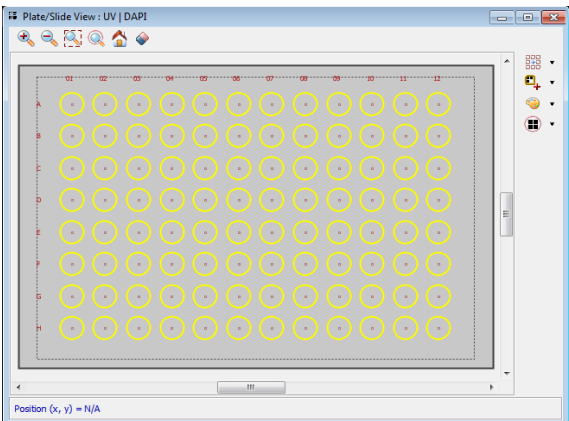 Plate/Slide View : UV | DAPI
01 02 03 04 05 06 07 08 09 10 11 12
A
B
C
D
E
F
G
H
Position (x, y) = N/A